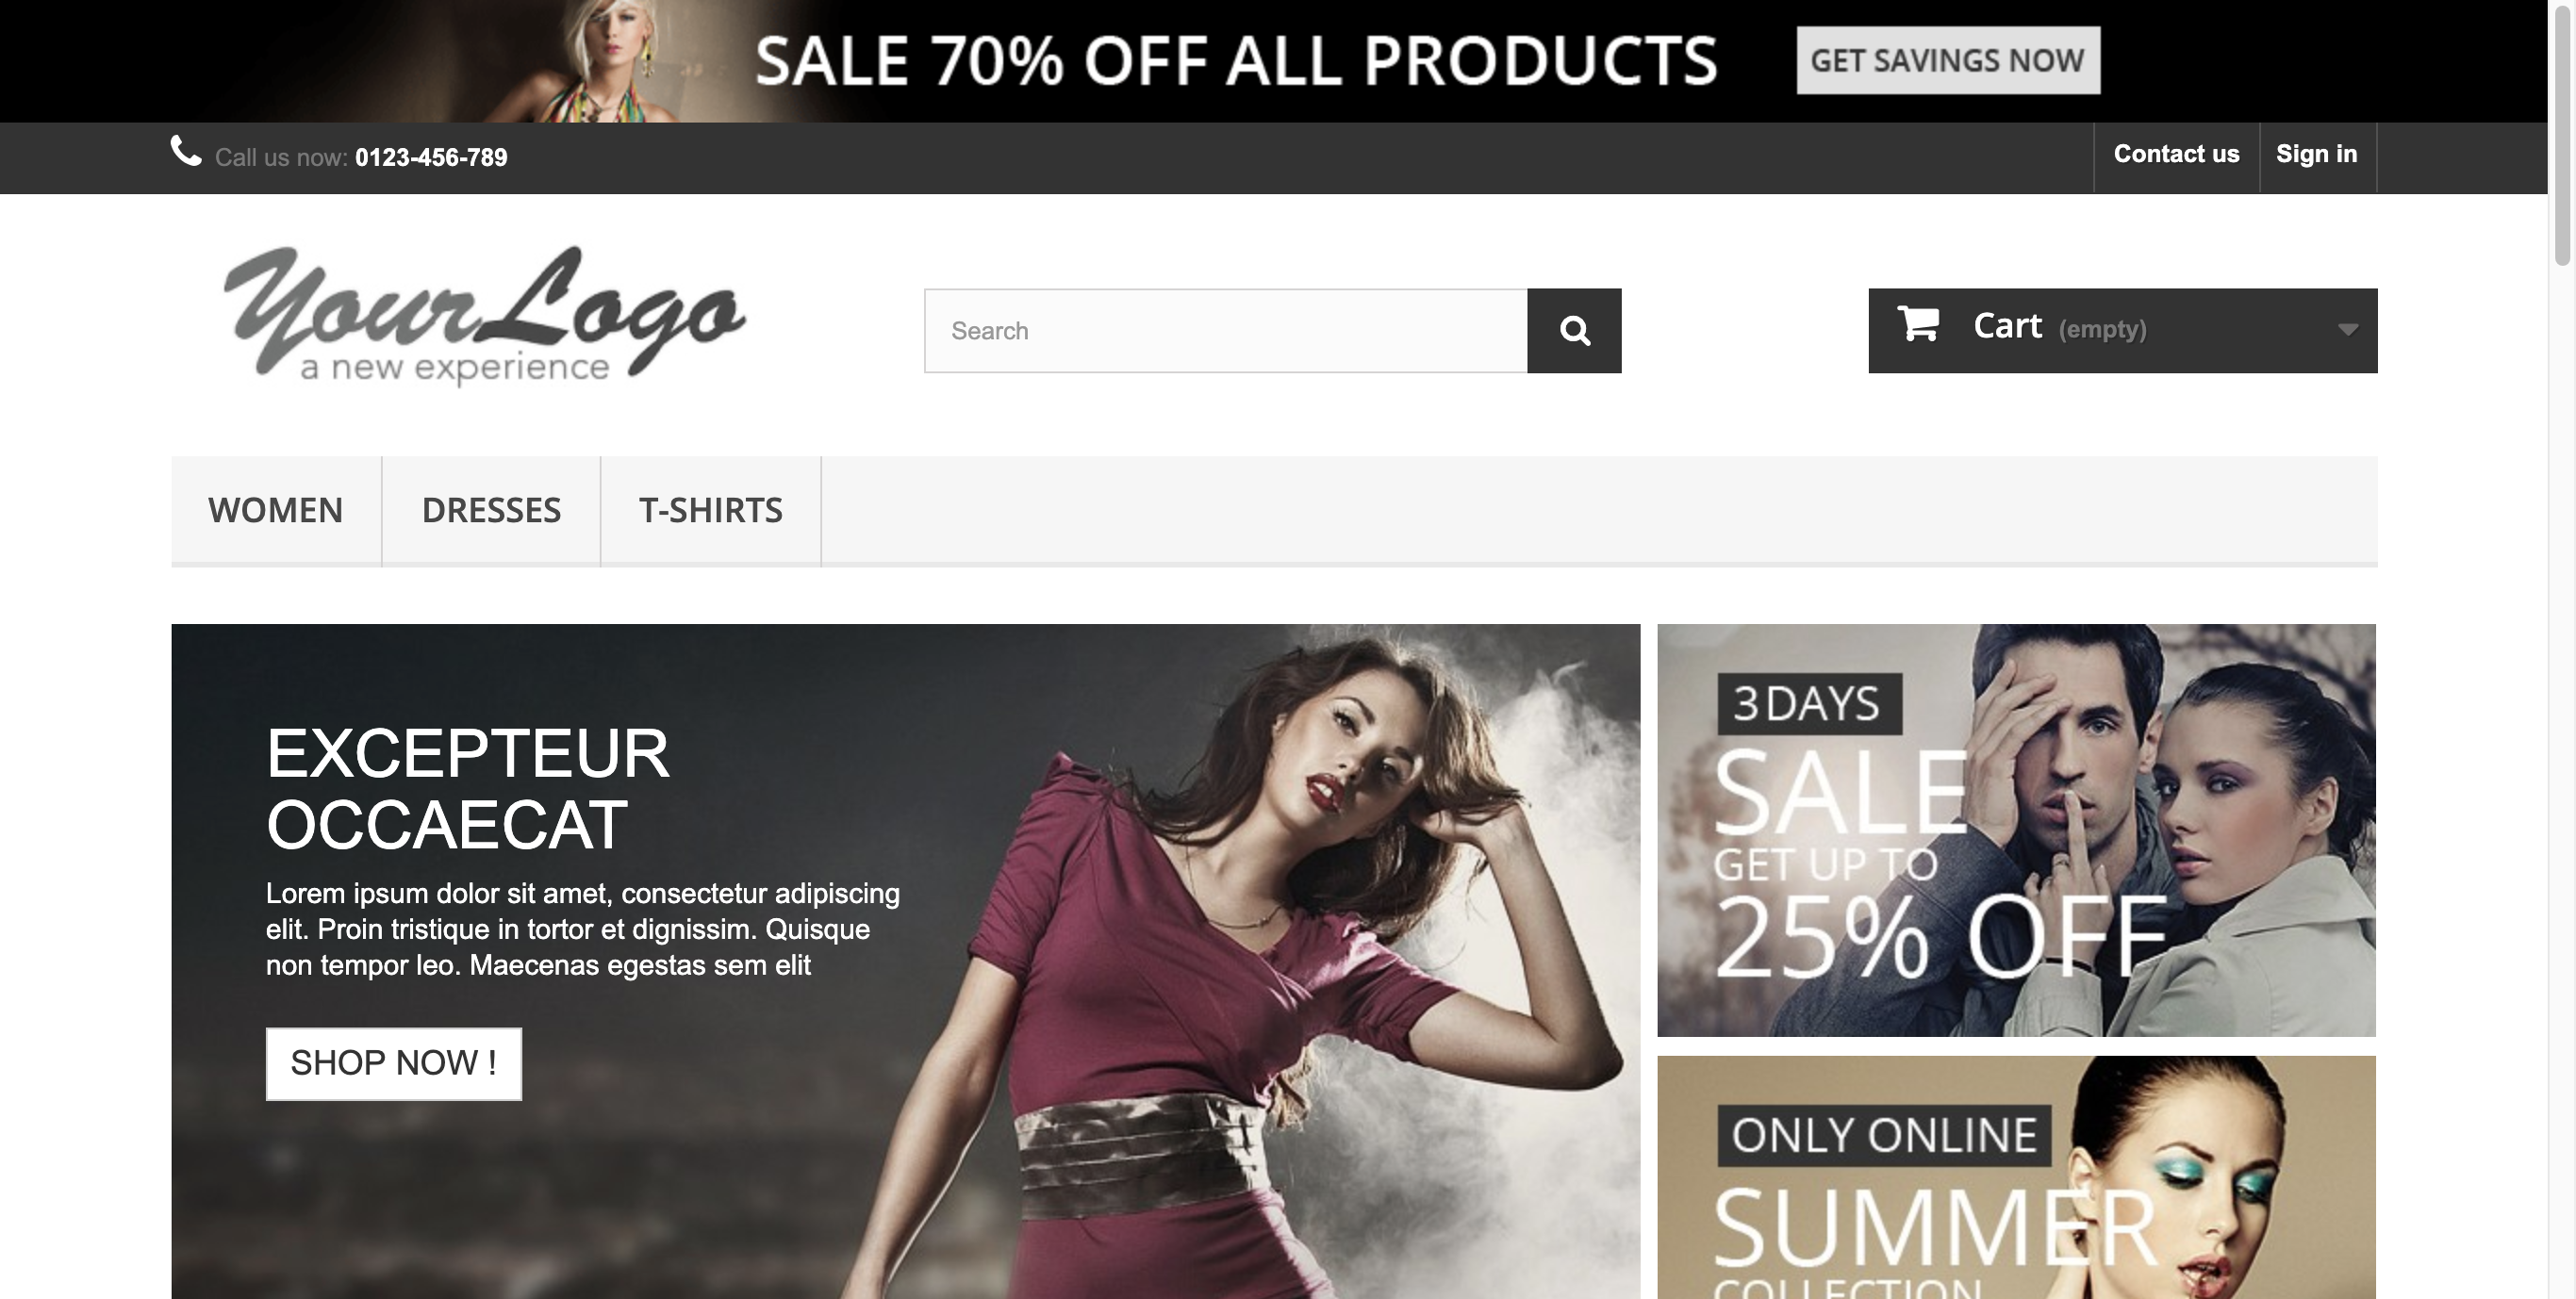 SALE 70% OFF ALL PRODUCTS
GET SAVINGS NOW
Call us now: 0123-456-789
Contact us
Sign in
YourLogo
a new experience
Search
Cart (empty)
WOMEN
DRESSES
T-SHIRTS
EXCEPTEUR
OCCAECAT
Lorem ipsum dolor sit amet, consectetur adipiscing
elit. Proin tristique in tortor et dignissim. Quisque
non tempor leo. Maecenas egestas sem elit
SHOP NOW !
3 DAYS
SALE
GET UP TO
25% OFF
ONLY ONLINE
SUMMER
COLLECTION